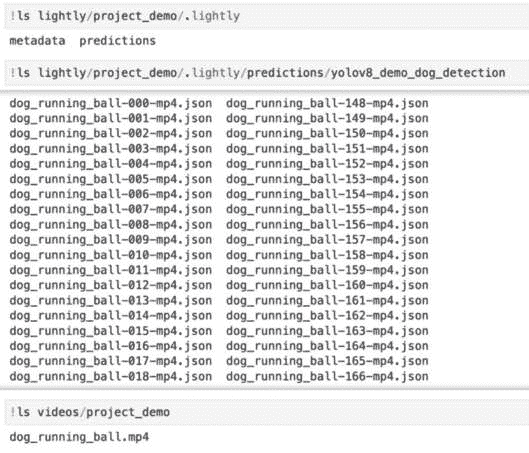 !ls lightly/project_demo/.lightly
metadata  predictions
!ls lightly/project_demo/.lightly/predictions/yolov8_demo_dog_detection
dog_running_ball-000-mp4.json  dog_running_ball-148-mp4.json
dog_running_ball-001-mp4.json  dog_running_ball-149-mp4.json
dog_running_ball-002-mp4.json  dog_running_ball-150-mp4.json
dog_running_ball-003-mp4.json  dog_running_ball-151-mp4.json
dog_running_ball-004-mp4.json  dog_running_ball-152-mp4.json
dog_running_ball-005-mp4.json  dog_running_ball-153-mp4.json
dog_running_ball-006-mp4.json  dog_running_ball-154-mp4.json
dog_running_ball-007-mp4.json  dog_running_ball-155-mp4.json
dog_running_ball-008-mp4.json  dog_running_ball-156-mp4.json
dog_running_ball-009-mp4.json  dog_running_ball-157-mp4.json
dog_running_ball-010-mp4.json  dog_running_ball-158-mp4.json
dog_running_ball-011-mp4.json  dog_running_ball-159-mp4.json
dog_running_ball-012-mp4.json  dog_running_ball-160-mp4.json
dog_running_ball-013-mp4.json  dog_running_ball-161-mp4.json
dog_running_ball-014-mp4.json  dog_running_ball-162-mp4.json
dog_running_ball-015-mp4.json  dog_running_ball-163-mp4.json
dog_running_ball-016-mp4.json  dog_running_ball-164-mp4.json
dog_running_ball-017-mp4.json  dog_running_ball-165-mp4.json
dog_running_ball-018-mp4.json  dog_running_ball-166-mp4.json
!ls videos/project_demo
dog_running_ball.mp4